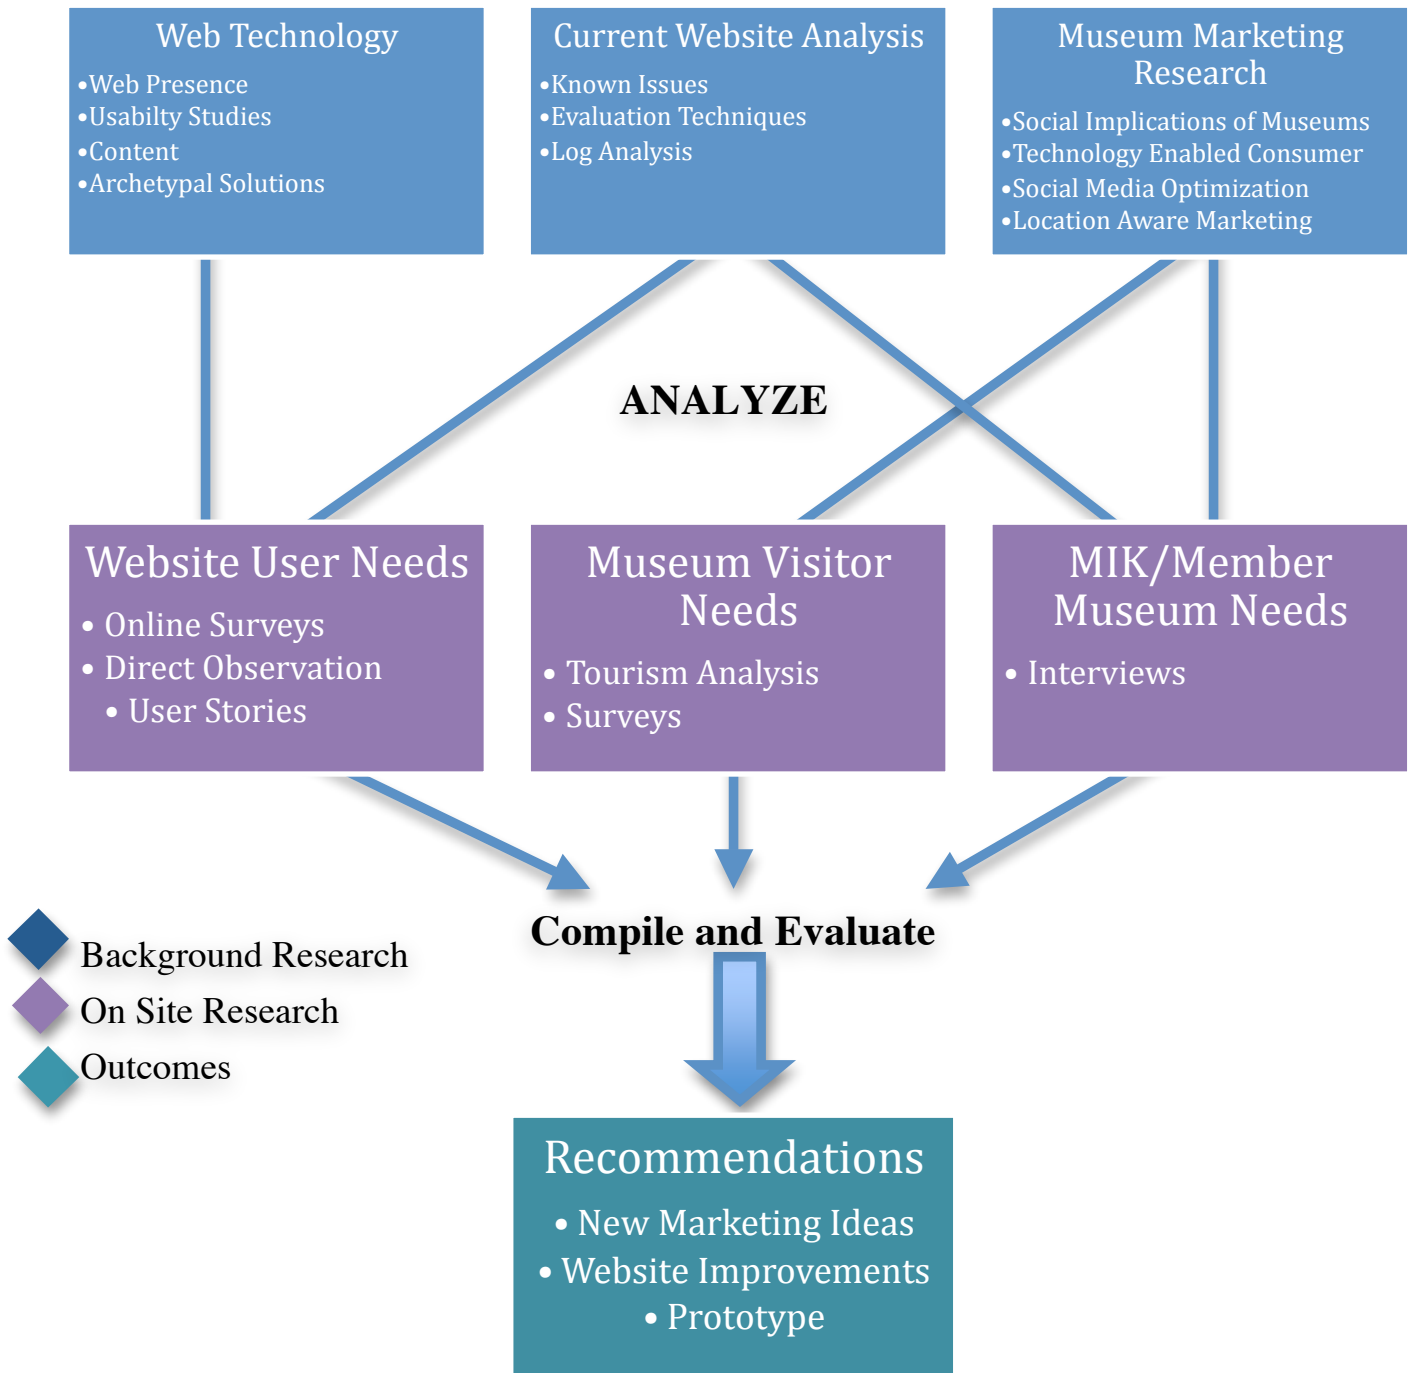 Web Technology
•Web Presence
•Usabilty Studies
•Content
•Archetypal Solutions
Current Website Analysis
•Known Issues
•Evaluation Techniques
•Log Analysis
Museum Marketing
Research
•Social Implications of Museums
•Technology Enabled Consumer
•Social Media Optimization
•Location Aware Marketing
ANALYZE
Website User Needs
• Online Surveys
• Direct Observation
• User Stories
Museum Visitor
Needs
• Tourism Analysis
• Surveys
MIK/Member
Museum Needs
• Interviews
Compile and Evaluate
Background Research
On Site Research
Outcomes
Recommendations
• New Marketing Ideas
• Website Improvements
• Prototype